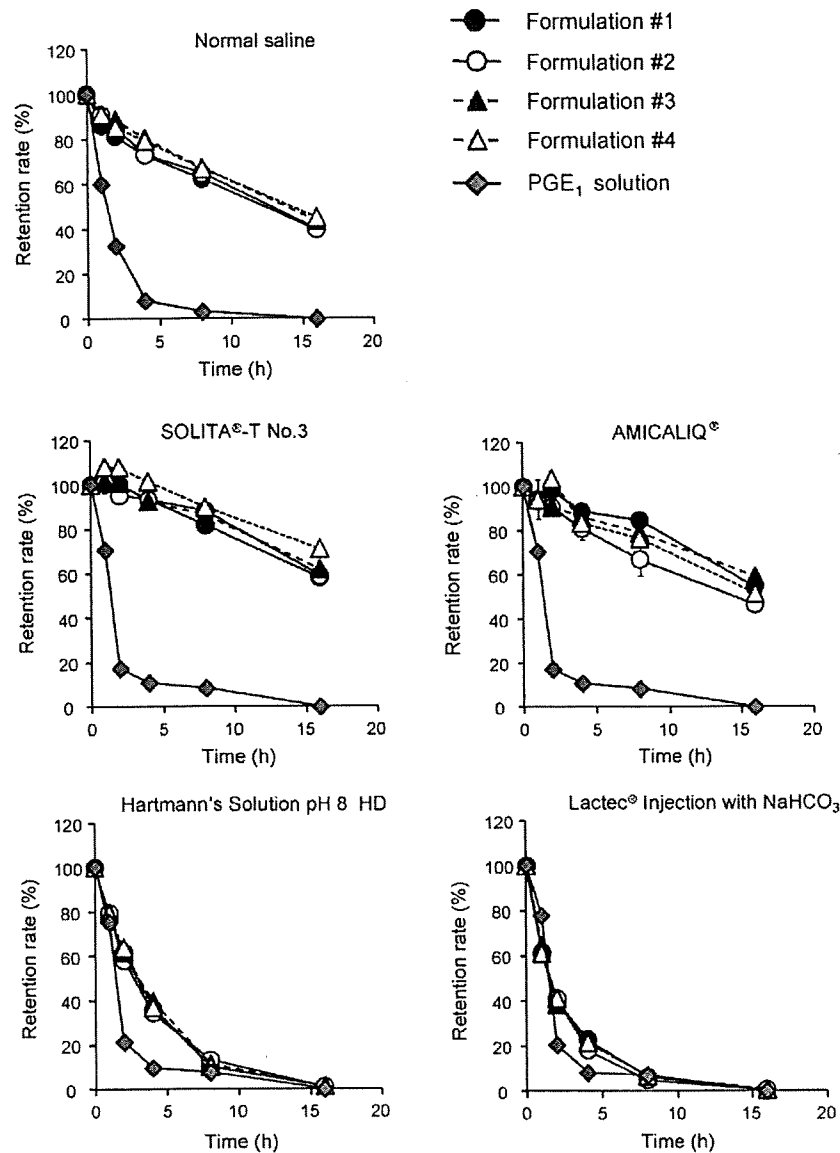 Normal saline
Formulation #1
Formulation #2
Formulation #3
Formulation #4
PGE₁ solution
Retention rate (%)
120
100
80
60
40
20
0
0 5 10 15 20
Time (h)
SOLITA®-T No.3
Retention rate (%)
120
100
80
60
40
20
0
0 5 10 15 20
Time (h)
AMICALIQ®
Retention rate (%)
120
100
80
60
40
20
0
0 5 10 15 20
Time (h)
Hartmann's Solution pH 8 HD
Retention rate (%)
120
100
80
60
40
20
0
0 5 10 15 20
Time (h)
Lactec® Injection with NaHCO₃
Retention rate (%)
120
100
80
60
40
20
0
0 5 10 15 20
Time (h)